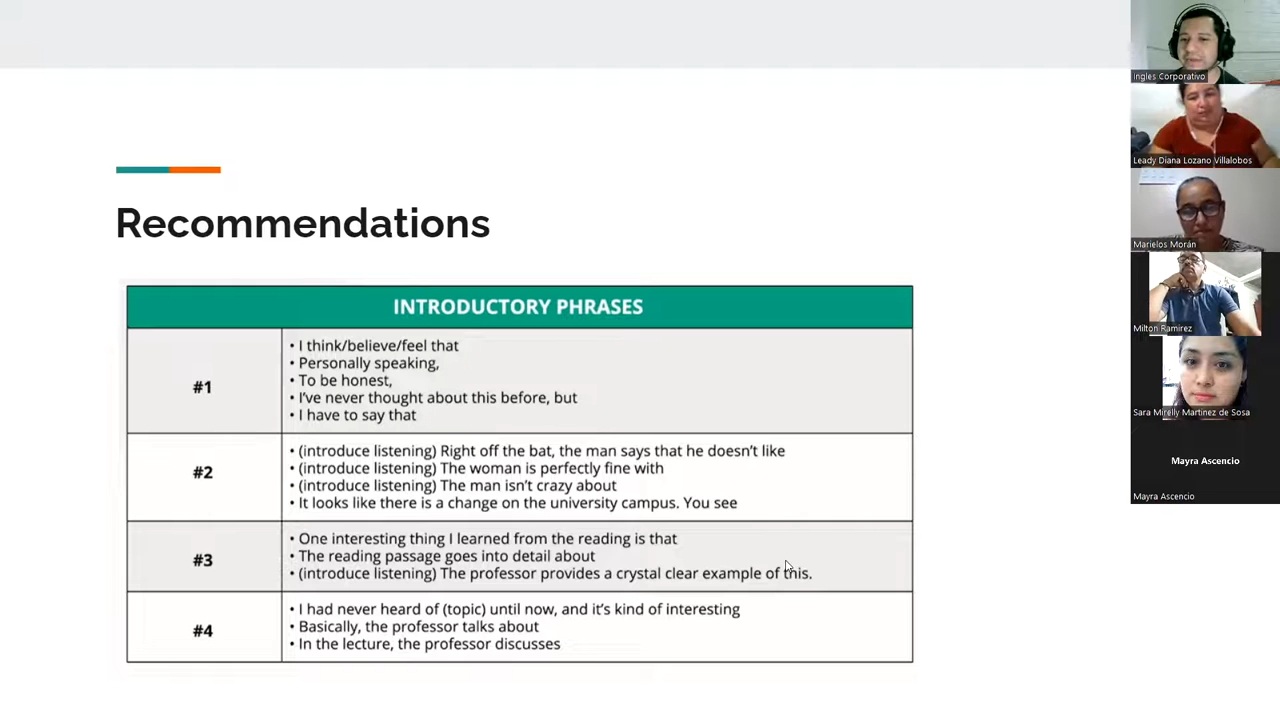 Recommendations
INTRODUCTORY PHRASES
#1
• I think/believe/feel that
• Personally speaking,
• To be honest,
• I've never thought about this before, but
• I have to say that
#2
• (introduce listening) Right off the bat, the man says that he doesn't like
• (introduce listening) The woman is perfectly fine with
• (introduce listening) The man isn't crazy about
• It looks like there is a change on the university campus. You see
#3
• One interesting thing I learned from the reading is that
• The reading passage goes into detail about
• (introduce listening) The professor provides a crystal clear example of this.
#4
• I had never heard of (topic) until now, and it's kind of interesting
• Basically, the professor talks about
• In the lecture, the professor discusses
Ingles Corporativo
Leady Diana Lozano Villalobos
Marielos Morán
Milton Ramirez
Sara Mirelly Martinez de Sosa
Mayra Ascencio
Mayra Ascencio